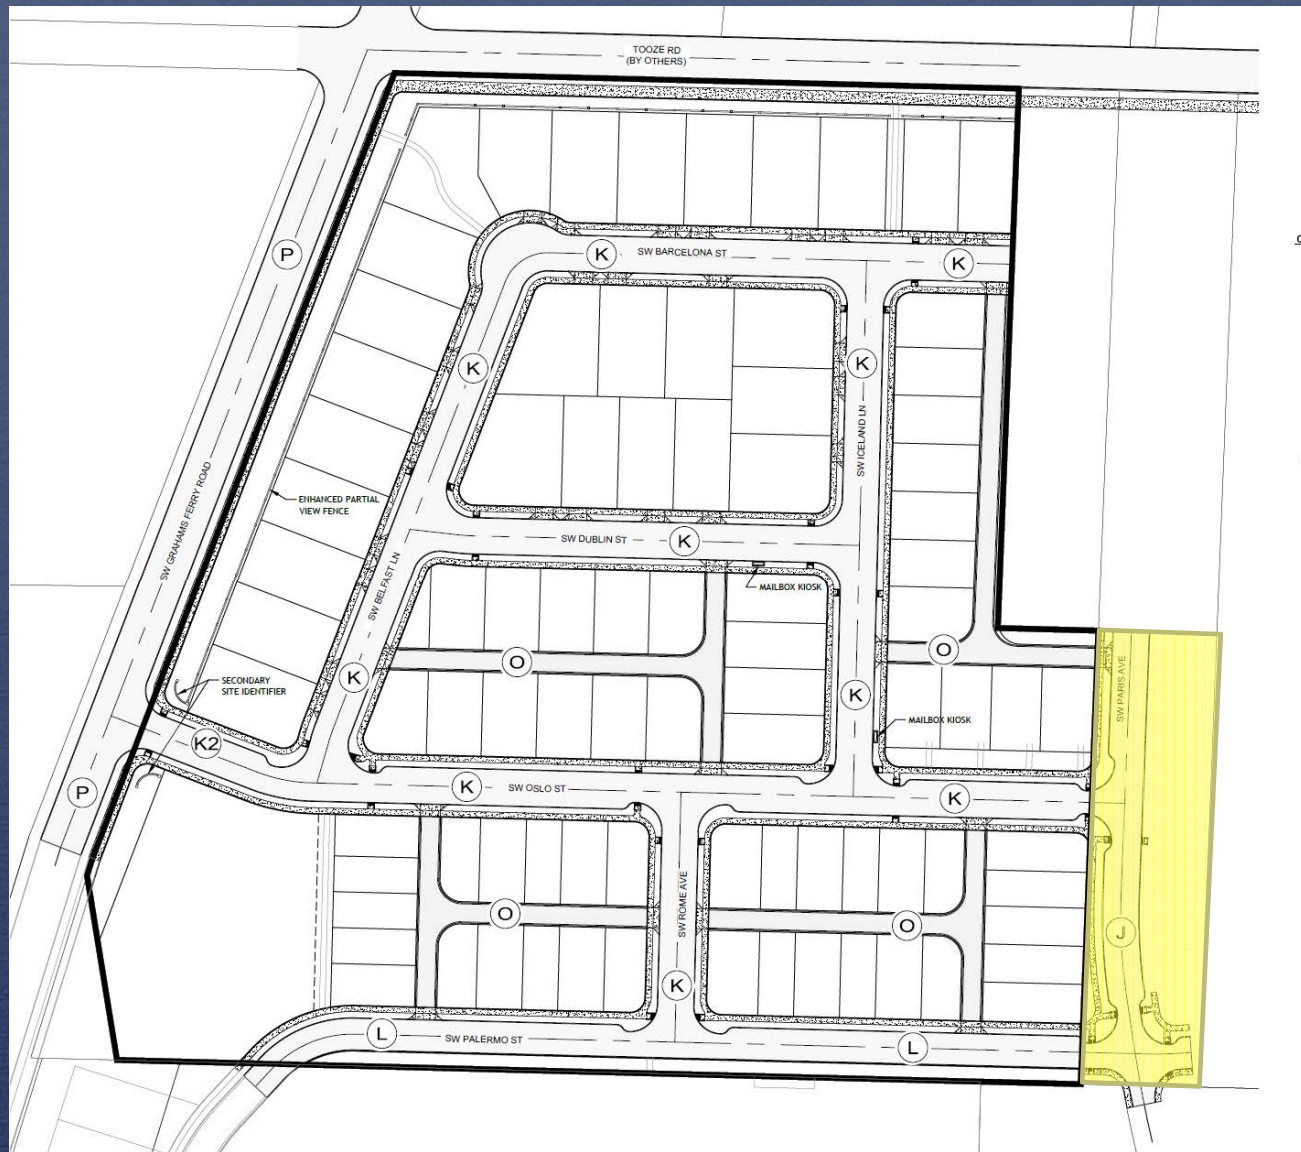 TOOZE RD
(BY OTHERS)
P
K
SW BARCELONA ST
K
K
K
SW ICELAND LN
SW GRAHAMS FERRY ROAD
ENHANCED PARTIAL
VIEW FENCE
SW DUBLIN ST
K
SW BELFAST LN
MAILBOX KIOSK
O
O
SECONDARY
SITE IDENTIFIER
K
K
SW PARIS AVE
MAILBOX KIOSK
K2
P
K
SW OSLO ST
K
SW ROME AVE
O
O
J
K
L
SW PALERMO ST
L